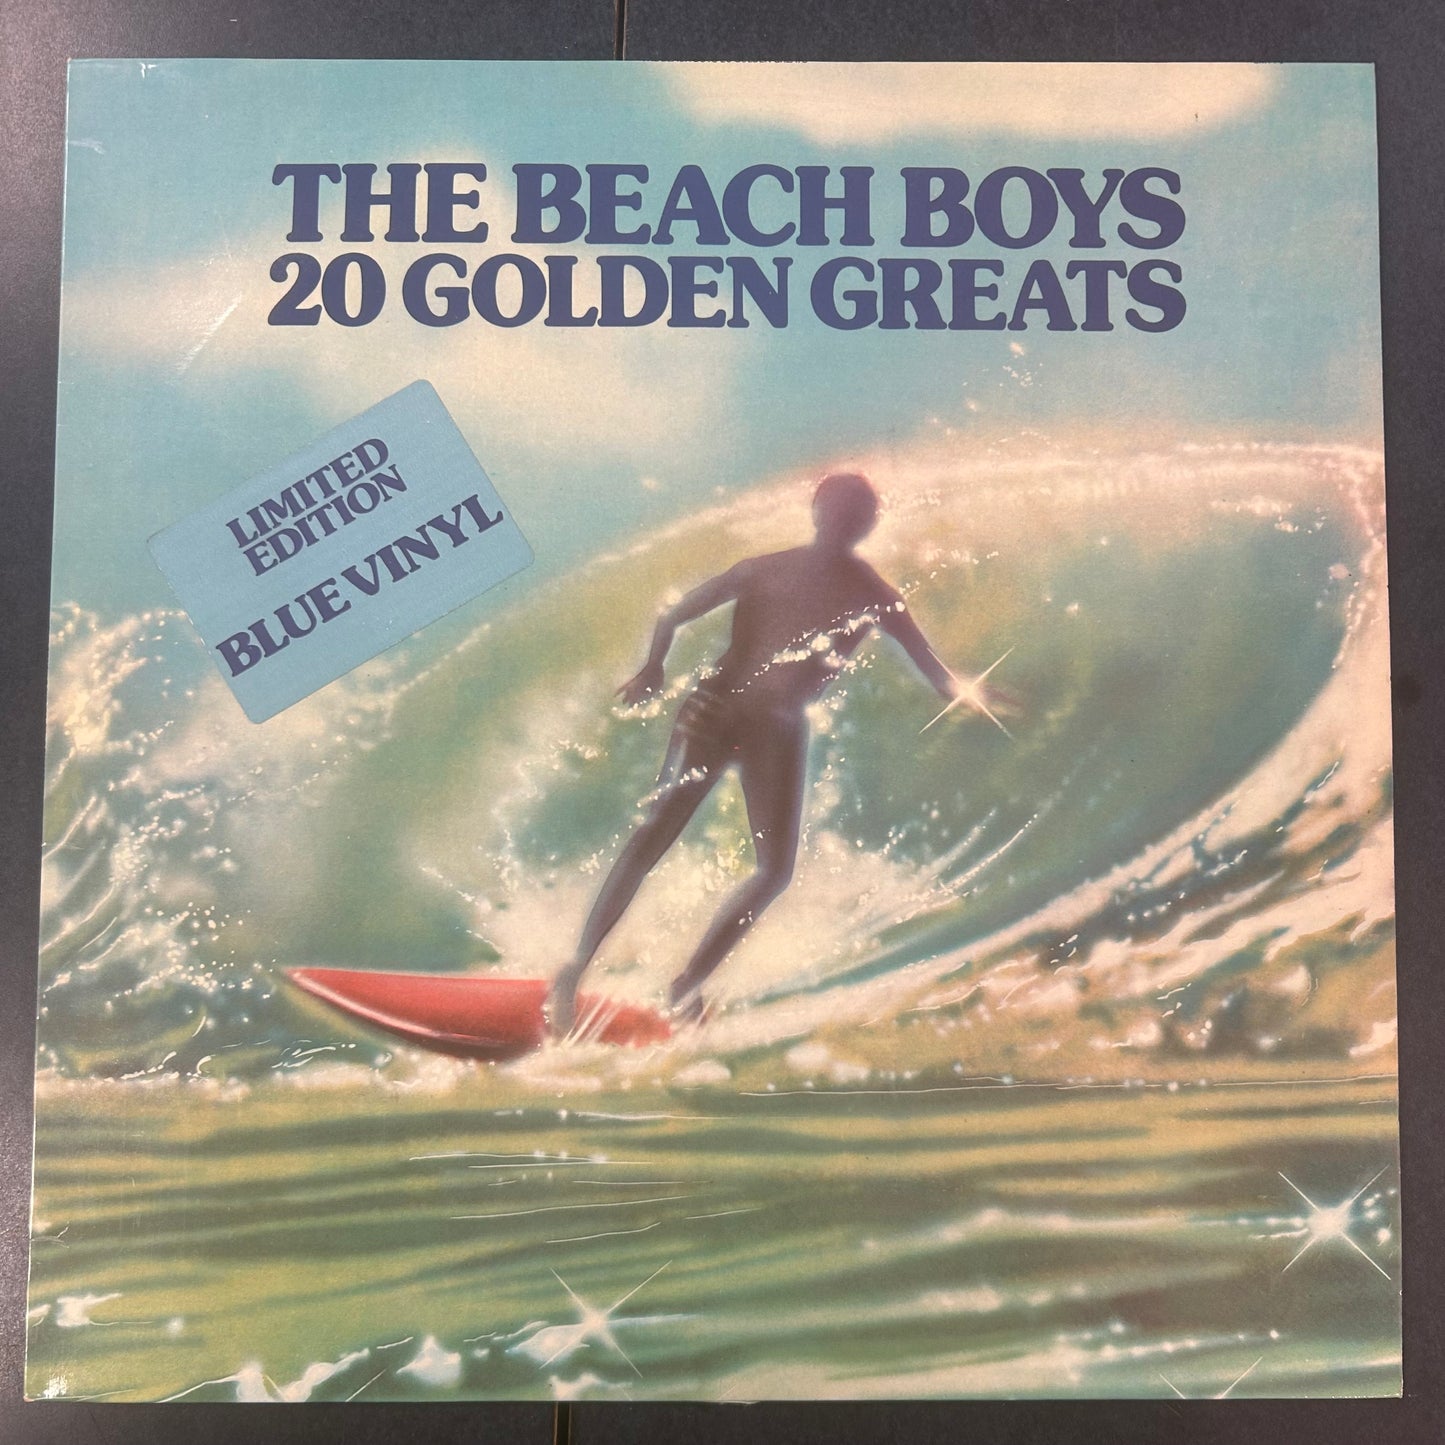 THE BEACH BOYS
20 GOLDEN GREATS
LIMITED
EDITION
BLUE VINYL